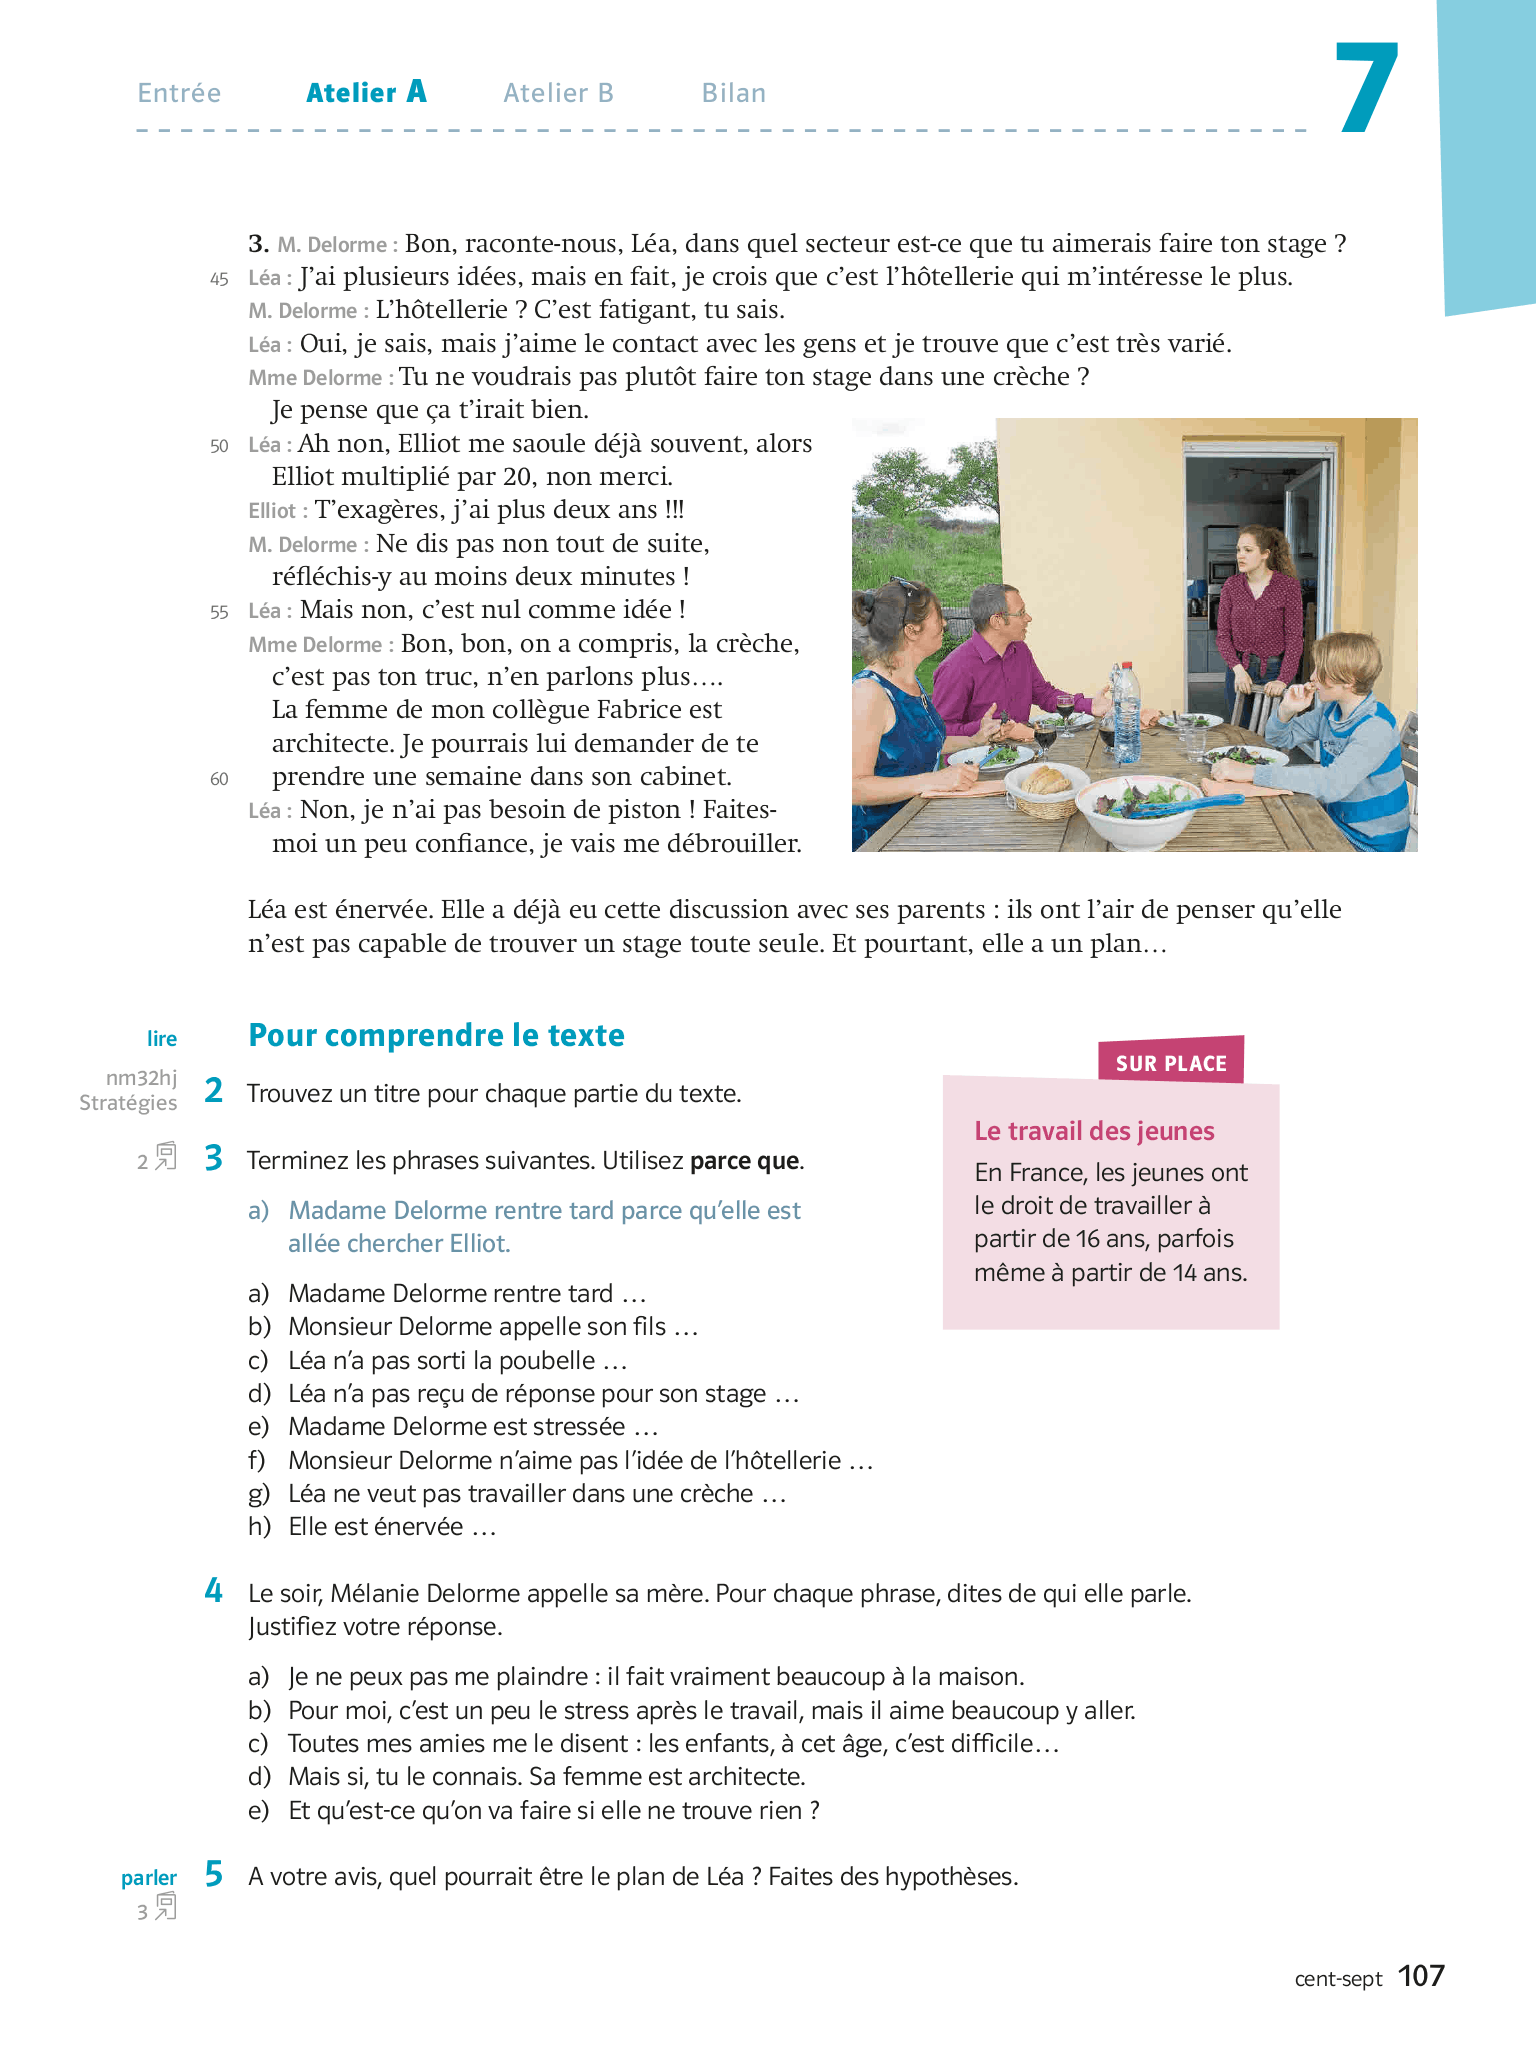 Entrée Atelier A Atelier B Bilan 7
3. M. Delorme : Bon, raconte-nous, Léa, dans quel secteur est-ce que tu aimerais faire ton stage ?
45 Léa : J’ai plusieurs idées, mais en fait, je crois que c’est l’hôtellerie qui m’intéresse le plus.
M. Delorme : L’hôtellerie ? C’est fatigant, tu sais.
Léa : Oui, je sais, mais j’aime le contact avec les gens et je trouve que c’est très varié.
Mme Delorme : Tu ne voudrais pas plutôt faire ton stage dans une crèche ?
Je pense que ça t’irait bien.
50 Léa : Ah non, Elliot me saoule déjà souvent, alors
Elliot multiplié par 20, non merci.
Elliot : T’exagères, j’ai plus deux ans !!!
M. Delorme : Ne dis pas non tout de suite,
réfléchis-y au moins deux minutes !
55 Léa : Mais non, c’est nul comme idée !
Mme Delorme : Bon, bon, on a compris, la crèche,
c’est pas ton truc, n’en parlons plus….
La femme de mon collègue Fabrice est
architecte. Je pourrais lui demander de te
60 prendre une semaine dans son cabinet.
Léa : Non, je n’ai pas besoin de piston ! Faites-
moi un peu confiance, je vais me débrouiller.
Léa est énervée. Elle a déjà eu cette discussion avec ses parents : ils ont l’air de penser qu’elle
n’est pas capable de trouver un stage toute seule. Et pourtant, elle a un plan…
lire Pour comprendre le texte
nm32hj
Stratégies
2 Trouvez un titre pour chaque partie du texte.
2
3 Terminez les phrases suivantes. Utilisez parce que.
a) Madame Delorme rentre tard parce qu’elle est
allée chercher Elliot.
a) Madame Delorme rentre tard …
b) Monsieur Delorme appelle son fils …
c) Léa n’a pas sorti la poubelle …
d) Léa n’a pas reçu de réponse pour son stage …
e) Madame Delorme est stressée …
f) Monsieur Delorme n’aime pas l’idée de l’hôtellerie …
g) Léa ne veut pas travailler dans une crèche …
h) Elle est énervée …
SUR PLACE
Le travail des jeunes
En France, les jeunes ont
le droit de travailler à
partir de 16 ans, parfois
même à partir de 14 ans.
4 Le soir, Mélanie Delorme appelle sa mère. Pour chaque phrase, dites de qui elle parle.
Justifiez votre réponse.
a) Je ne peux pas me plaindre : il fait vraiment beaucoup à la maison.
b) Pour moi, c’est un peu le stress après le travail, mais il aime beaucoup y aller.
c) Toutes mes amies me le disent : les enfants, à cet âge, c’est difficile…
d) Mais si, tu le connais. Sa femme est architecte.
e) Et qu’est-ce qu’on va faire si elle ne trouve rien ?
parler 5 A votre avis, quel pourrait être le plan de Léa ? Faites des hypothèses.
3
cent-sept 107